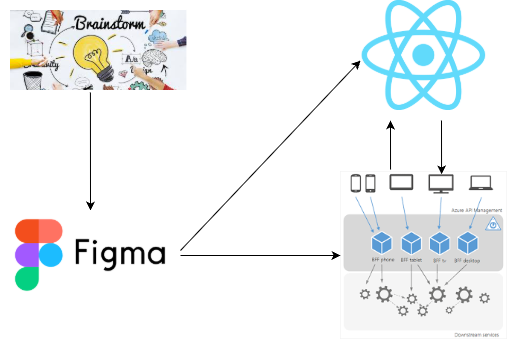 Brainstorm
Figma
Azure API Management
BFF phone
BFF tablet
BFF tv
BFF desktop
Downstream services